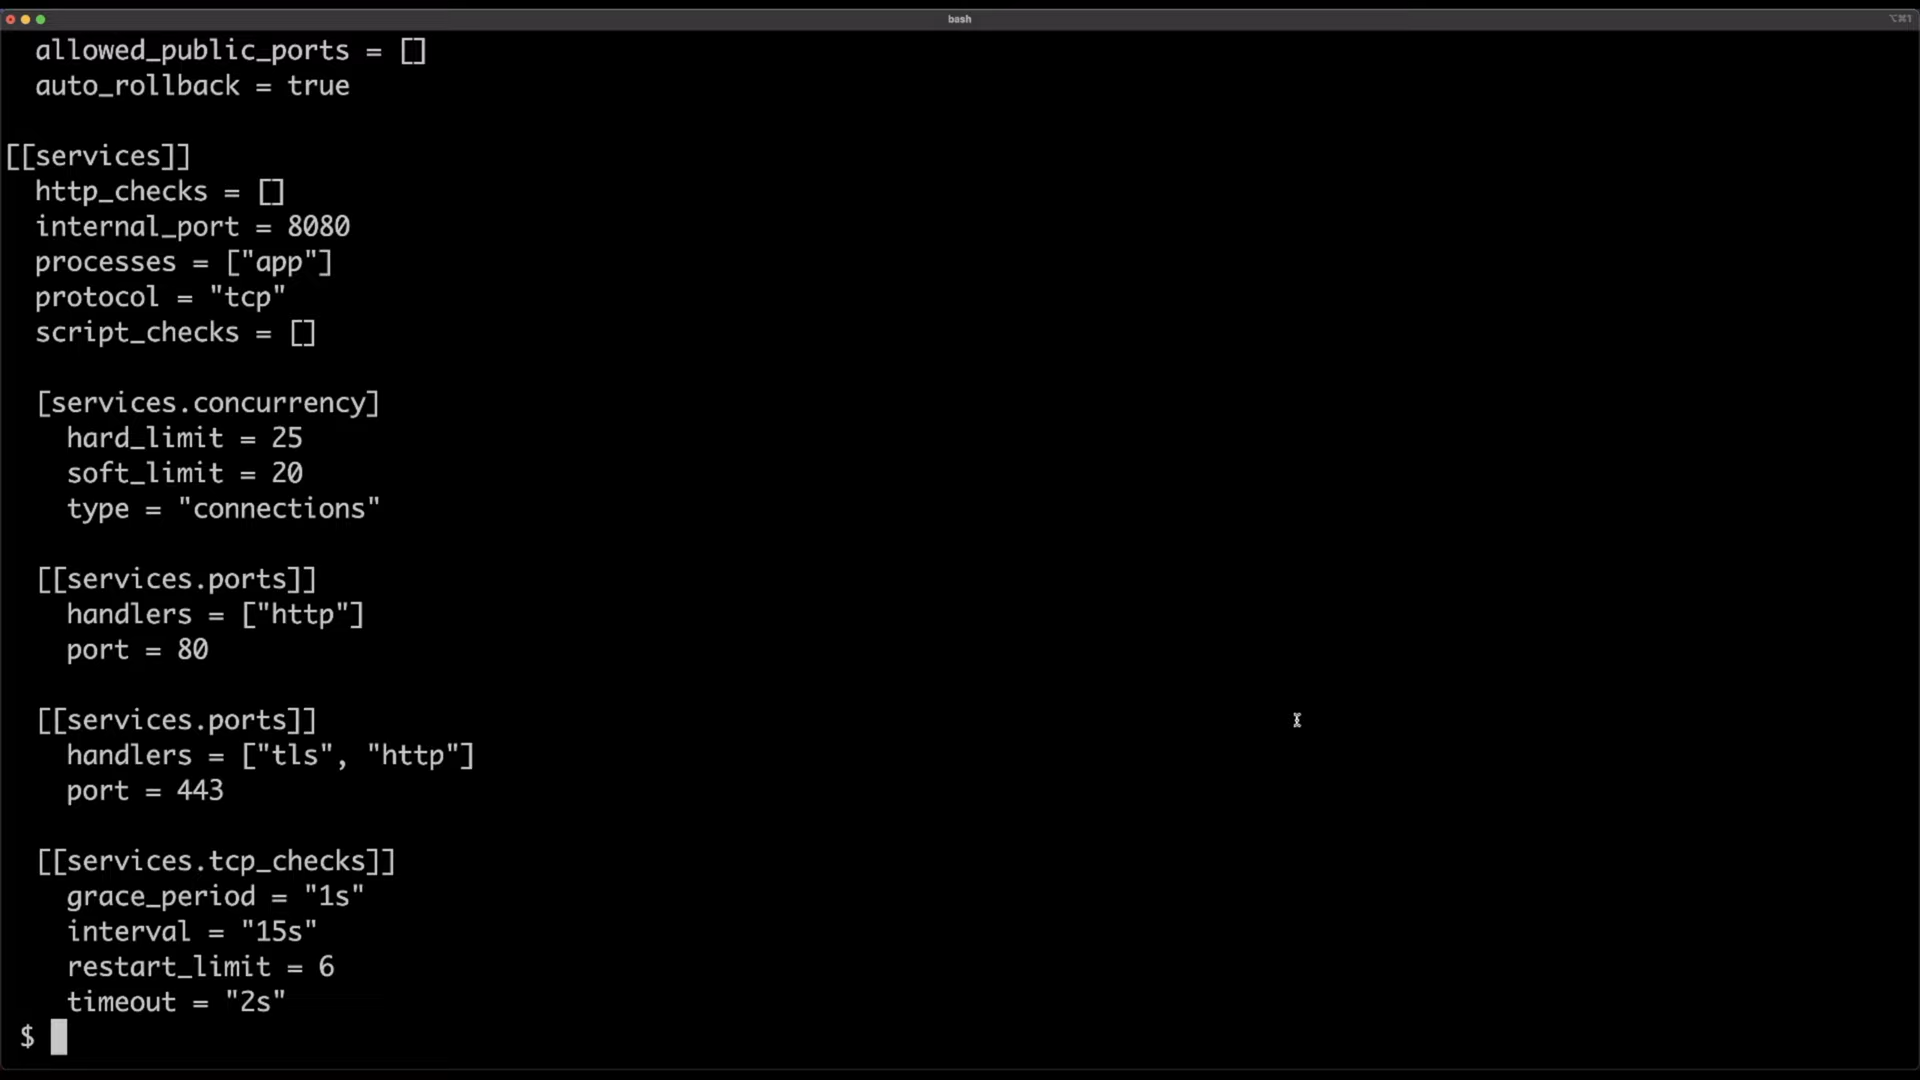 bash
⌥⌘1
allowed_public_ports = []
auto_rollback = true
[[services]]
http_checks = []
internal_port = 8080
processes = ["app"]
protocol = "tcp"
script_checks = []
[services.concurrency]
hard_limit = 25
soft_limit = 20
type = "connections"
[[services.ports]]
handlers = ["http"]
port = 80
[[services.ports]]
handlers = ["tls", "http"]
port = 443
[[services.tcp_checks]]
grace_period = "1s"
interval = "15s"
restart_limit = 6
timeout = "2s"
$